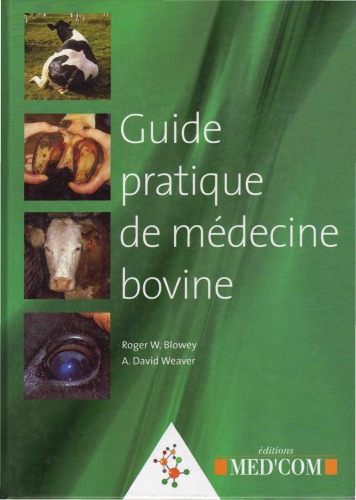 Guide
pratique
de médecine
bovine
Roger W. Blowey
A. David Weaver
éditions
MED'COM